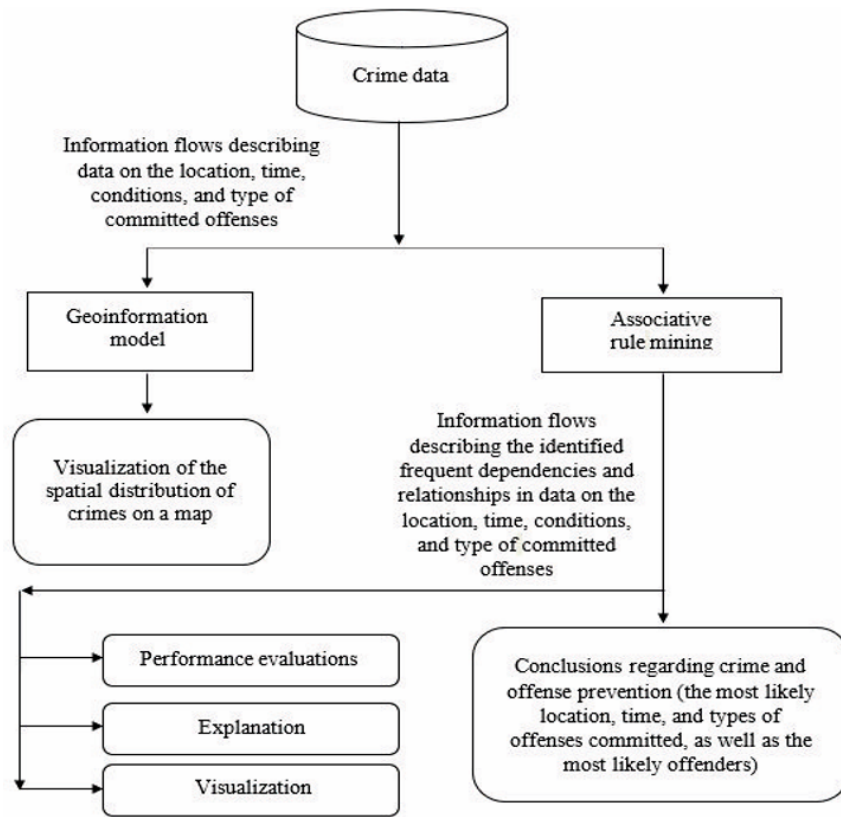 Crime data
Information flows describing
data on the location, time,
conditions, and type of
committed offenses
Geoinformation
model
Associative
rule mining
Visualization of the
spatial distribution of
crimes on a map
Information flows
describing the identified
frequent dependencies and
relationships in data on the
location, time, conditions,
and type of committed
offenses
Performance evaluations
Explanation
Visualization
Conclusions regarding crime and
offense prevention (the most likely
location, time, and types of
offenses committed, as well as the
most likely offenders)